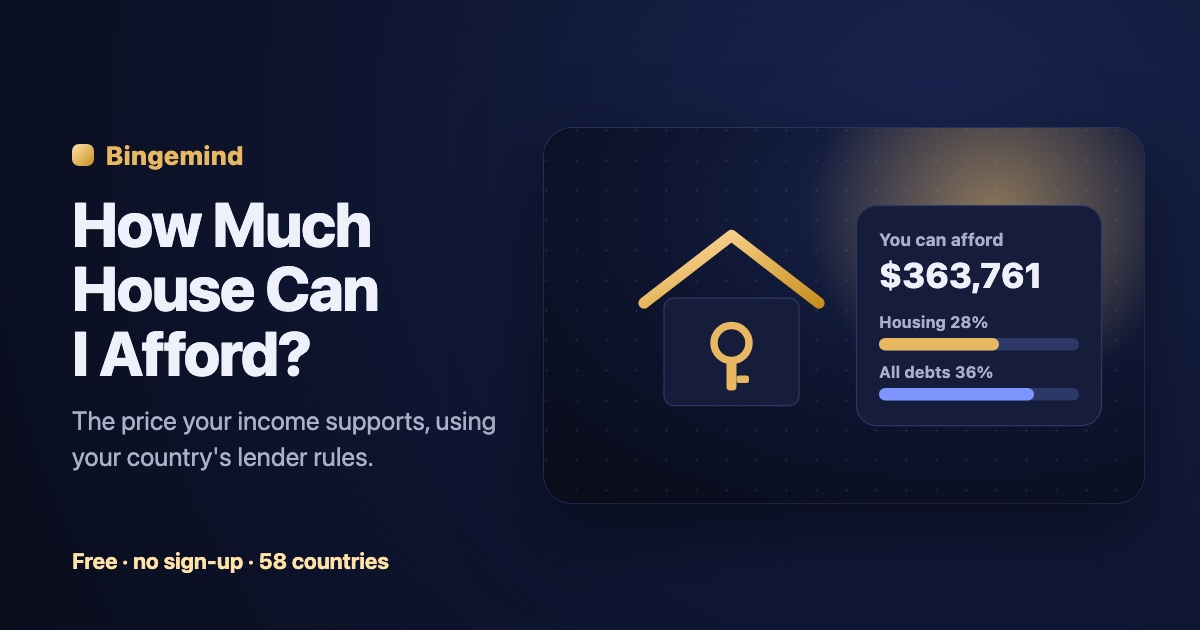 Bingemind
How Much
House Can
I Afford?
The price your income supports, using
your country's lender rules.
Free · no sign-up · 58 countries
You can afford
$363,761
Housing 28%
All debts 36%